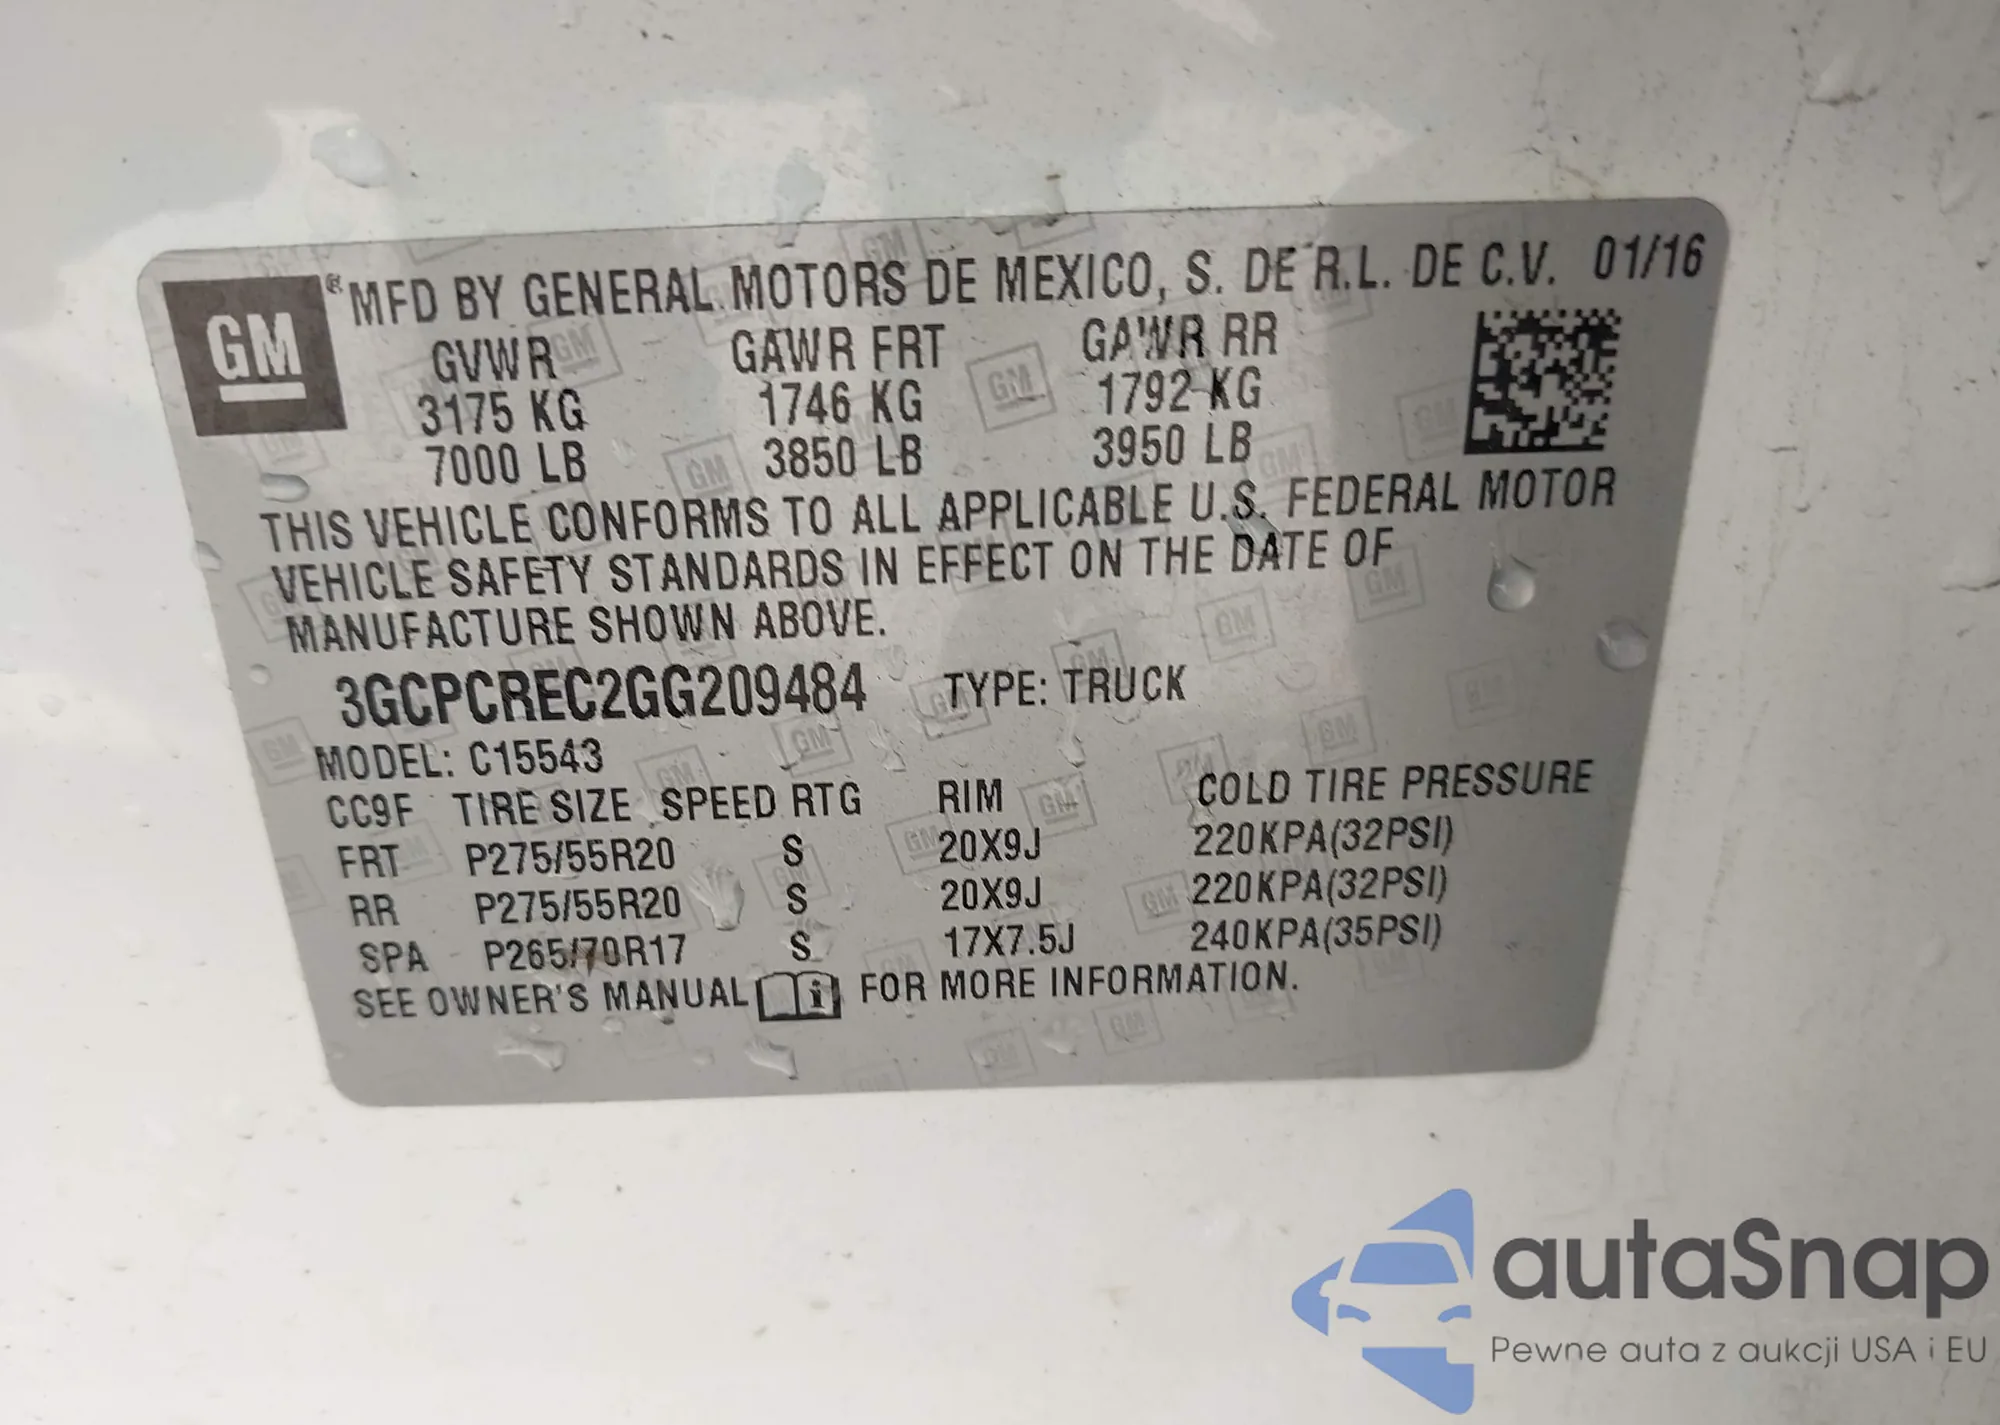 GM
® MFD BY GENERAL MOTORS DE MEXICO, S. DE R.L. DE C.V. 01/16
GVWR GAWR FRT GAWR RR
3175 KG 1746 KG 1792 KG
7000 LB 3850 LB 3950 LB
THIS VEHICLE CONFORMS TO ALL APPLICABLE U.S. FEDERAL MOTOR
VEHICLE SAFETY STANDARDS IN EFFECT ON THE DATE OF
MANUFACTURE SHOWN ABOVE.
3GCPCREC2GG209484 TYPE: TRUCK
MODEL: C15543
CC9F TIRE SIZE SPEED RTG RIM COLD TIRE PRESSURE
FRT P275/55R20 S 20X9J 220KPA(32PSI)
RR P275/55R20 S 20X9J 220KPA(32PSI)
SPA P265/70R17 S 17X7.5J 240KPA(35PSI)
SEE OWNER'S MANUAL i FOR MORE INFORMATION.
autaSnap
Pewne auta z aukcji USA i EU